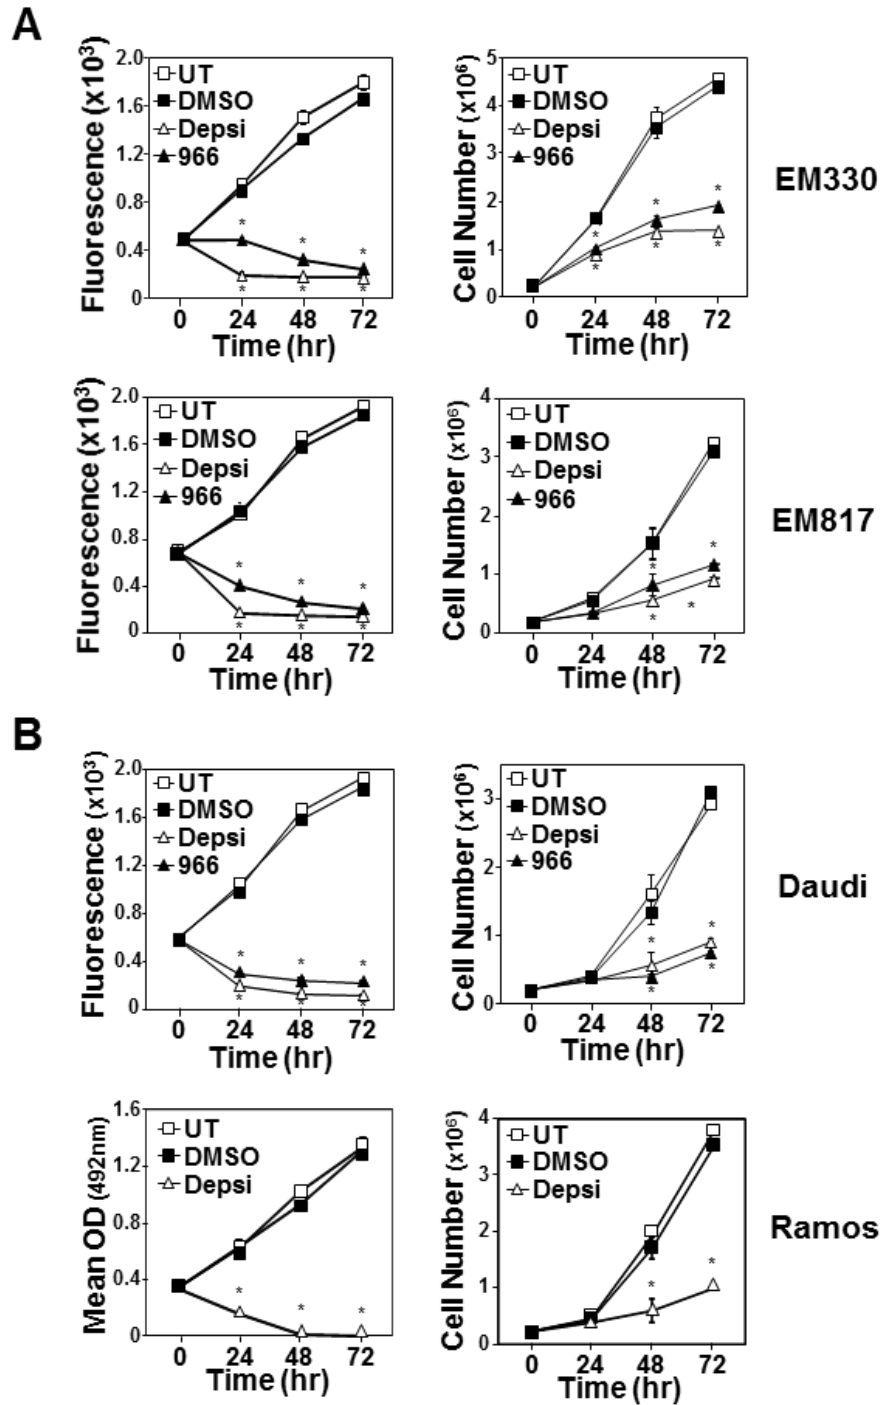 A
Fluorescence (x10³)
2.0
1.6
1.2
0.8
0.4
0
UT
DMSO
Depsi
966
* * *
* * *
0 24 48 72
Time (hr)
Cell Number (x10⁶)
5
4
3
2
1
0
UT
DMSO
Depsi
966
* * *
* * *
0 24 48 72
Time (hr)
EM330
Fluorescence (x10³)
2.0
1.6
1.2
0.8
0.4
0
UT
DMSO
Depsi
966
* * *
* * *
0 24 48 72
Time (hr)
Cell Number (x10⁶)
4
3
2
1
0
UT
DMSO
Depsi
966
* *
* *
0 24 48 72
Time (hr)
EM817
B
Fluorescence (x10³)
2.0
1.6
1.2
0.8
0.4
0
UT
DMSO
Depsi
966
* * *
* * *
0 24 48 72
Time (hr)
Cell Number (x10⁶)
3
2
1
0
UT
DMSO
Depsi
966
* *
* *
0 24 48 72
Time (hr)
Daudi
Mean OD (492nm)
1.6
1.2
0.8
0.4
0
UT
DMSO
Depsi
* * *
0 24 48 72
Time (hr)
Cell Number (x10⁶)
4
3
2
1
0
UT
DMSO
Depsi
* *
0 24 48 72
Time (hr)
Ramos